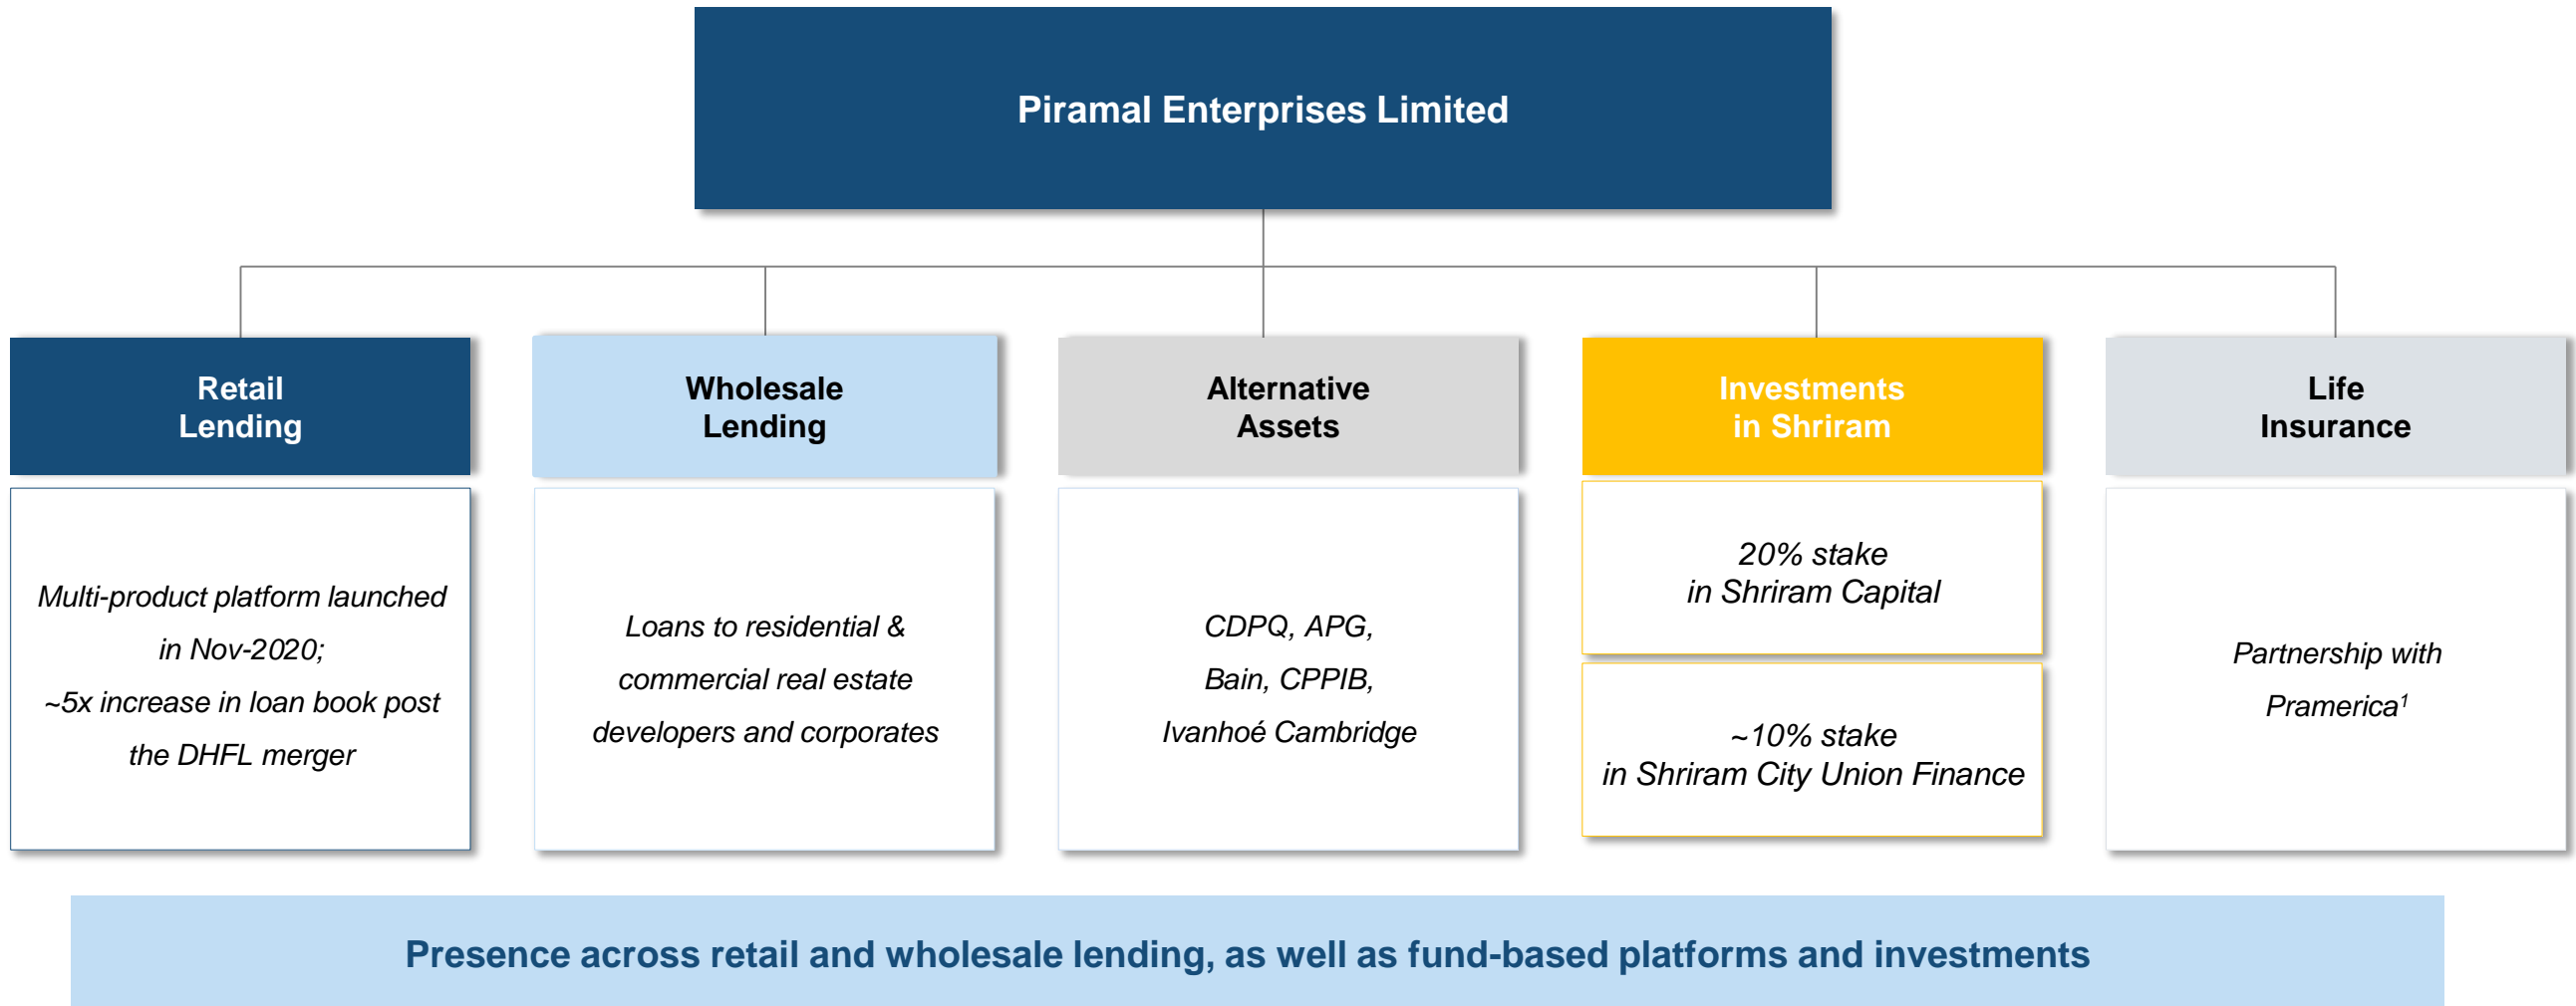 Piramal Enterprises Limited
Retail
Lending
Wholesale
Lending
Alternative
Assets
Investments
in Shriram
Life
Insurance
Multi-product platform launched
in Nov-2020;
~5x increase in loan book post
the DHFL merger
Loans to residential &
commercial real estate
developers and corporates
CDPQ, APG,
Bain, CPPIB,
Ivanhoé Cambridge
20% stake
in Shriram Capital
~10% stake
in Shriram City Union Finance
Partnership with
Pramerica¹
Presence across retail and wholesale lending, as well as fund-based platforms and investments